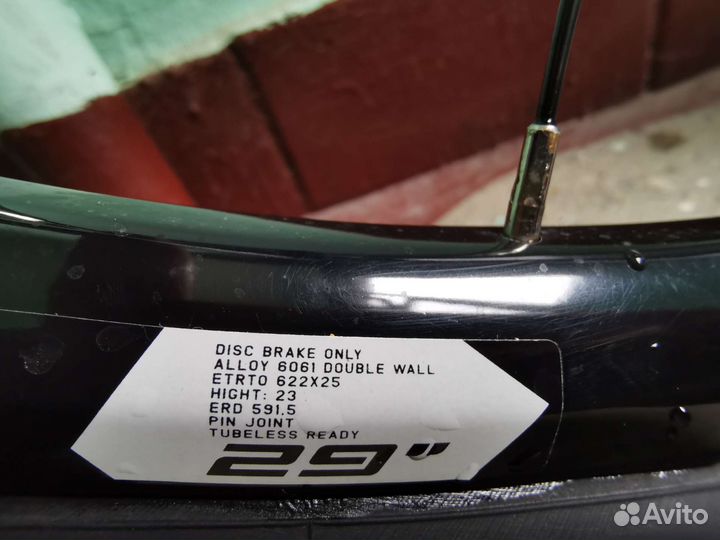 DISC BRAKE ONLY
ALLOY 6061 DOUBLE WALL
ETRTO 622X25
HIGHT: 23
ERD 591.5
PIN JOINT
TUBELESS READY
29"
Avito